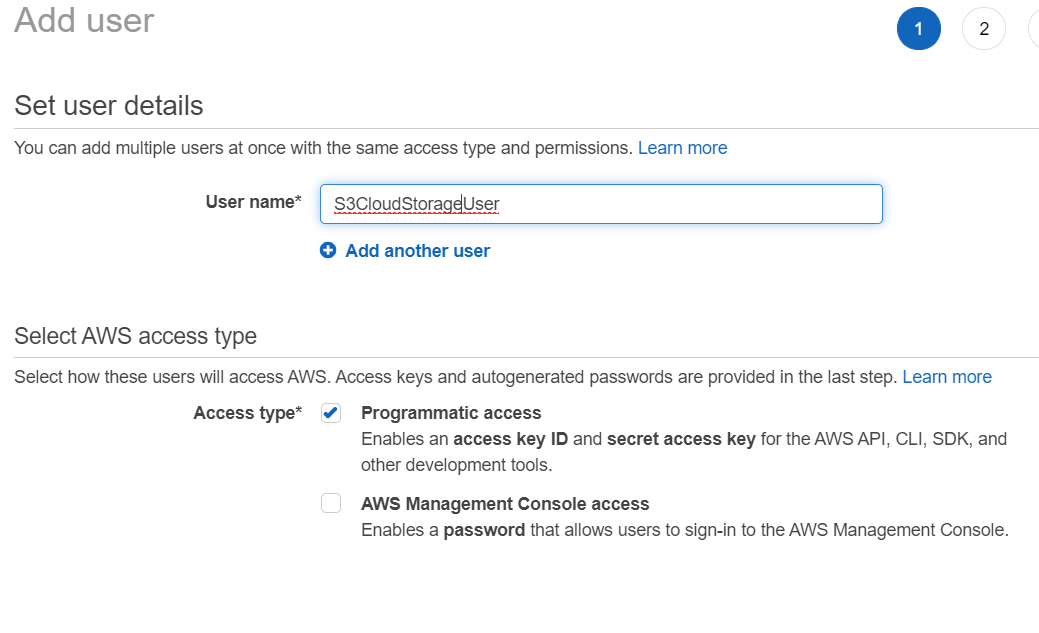 Add user
1 2
Set user details
You can add multiple users at once with the same access type and permissions. Learn more
User name* S3CloudStorageUser
Add another user
Select AWS access type
Select how these users will access AWS. Access keys and autogenerated passwords are provided in the last step. Learn more
Access type* Programmatic access
Enables an access key ID and secret access key for the AWS API, CLI, SDK, and
other development tools.
AWS Management Console access
Enables a password that allows users to sign-in to the AWS Management Console.